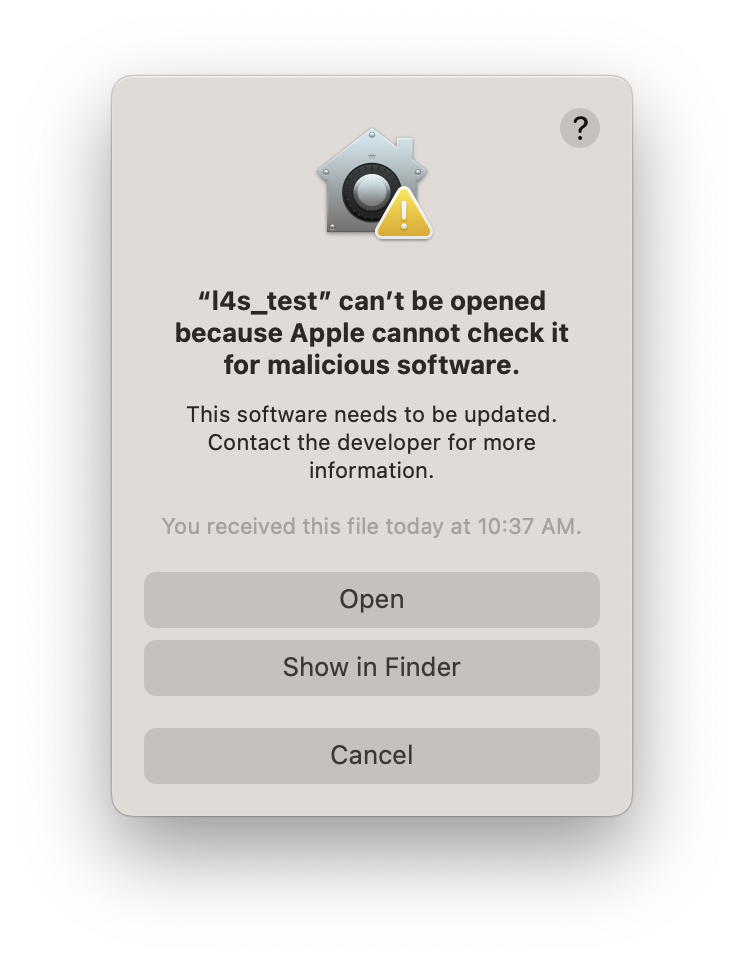 ?
“l4s_test” can’t be opened
because Apple cannot check it
for malicious software.
This software needs to be updated.
Contact the developer for more
information.
You received this file today at 10:37 AM.
Open
Show in Finder
Cancel